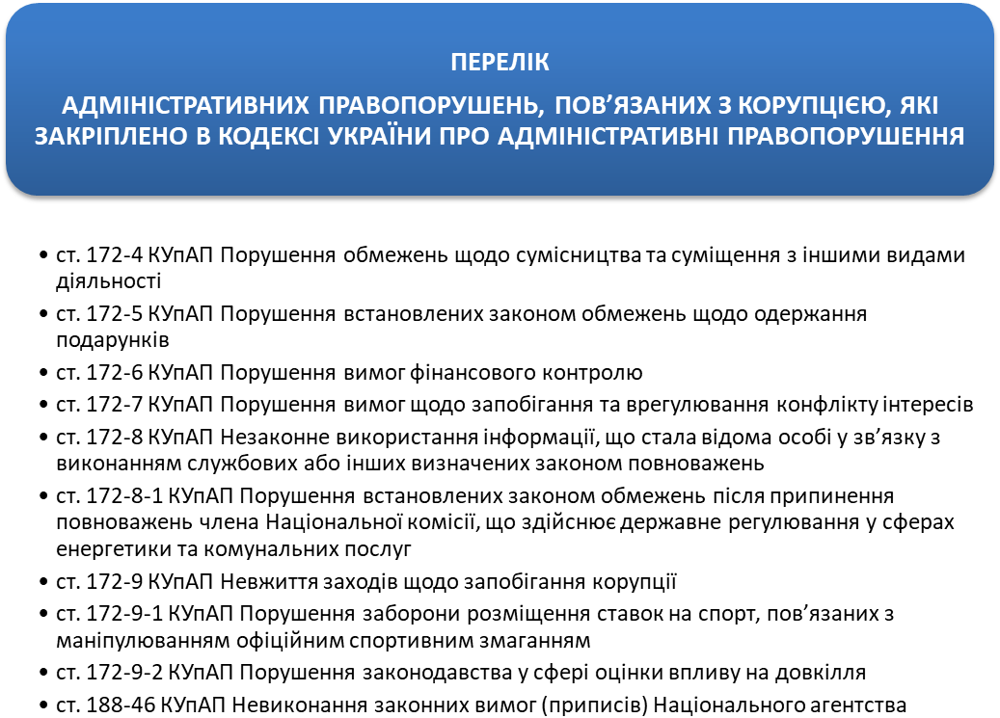 ПЕРЕЛІК
АДМІНІСТРАТИВНИХ ПРАВОПОРУШЕНЬ, ПОВ’ЯЗАНИХ З КОРУПЦІЄЮ, ЯКІ
ЗАКРІПЛЕНО В КОДЕКСІ УКРАЇНИ ПРО АДМІНІСТРАТИВНІ ПРАВОПОРУШЕННЯ
• ст. 172-4 КУпАП Порушення обмежень щодо сумісництва та суміщення з іншими видами
діяльності
• ст. 172-5 КУпАП Порушення встановлених законом обмежень щодо одержання
подарунків
• ст. 172-6 КУпАП Порушення вимог фінансового контролю
• ст. 172-7 КУпАП Порушення вимог щодо запобігання та врегулювання конфлікту інтересів
• ст. 172-8 КУпАП Незаконне використання інформації, що стала відома особі у зв’язку з
виконанням службових або інших визначених законом повноважень
• ст. 172-8-1 КУпАП Порушення встановлених законом обмежень після припинення
повноважень члена Національної комісії, що здійснює державне регулювання у сферах
енергетики та комунальних послуг
• ст. 172-9 КУпАП Невжиття заходів щодо запобігання корупції
• ст. 172-9-1 КУпАП Порушення заборони розміщення ставок на спорт, пов’язаних з
маніпулюванням офіційним спортивним змаганням
• ст. 172-9-2 КУпАП Порушення законодавства у сфері оцінки впливу на довкілля
• ст. 188-46 КУпАП Невиконання законних вимог (приписів) Національного агентства